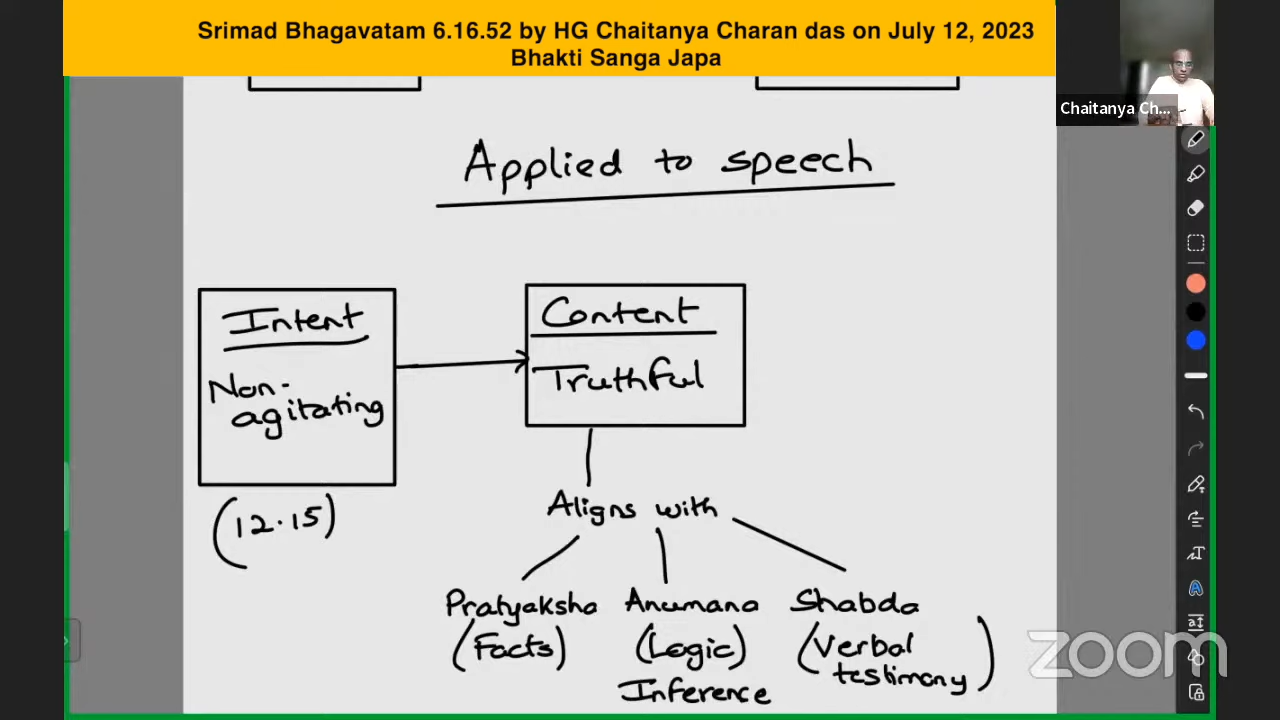 Srimad Bhagavatam 6.16.52 by HG Chaitanya Charan das on July 12, 2023
Bhakti Sanga Japa
Chaitanya Ch...
Applied to speech
Intent
Non-
agitating
(12.15)
Content
Truthful
Aligns with
Pratyaksha
(Facts)
Anumana
(Logic)
Inference
Shabda
(Verbal
testimony)
zoom